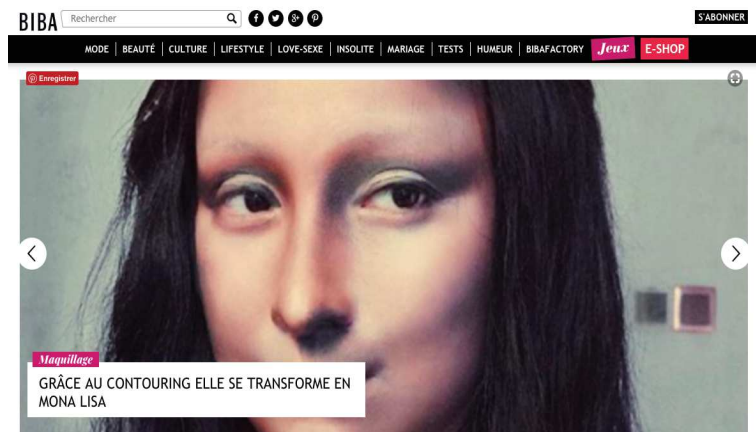 BIBA
Rechercher
S'ABONNER
MODE | BEAUTÉ | CULTURE | LIFESTYLE | LOVE-SEXE | INSOLITE | MARIAGE | TESTS | HUMEUR | BIBAFACTORY Jeux E-SHOP
Enregistrer
Maquillage
GRÂCE AU CONTOURING ELLE SE TRANSFORME EN
MONA LISA